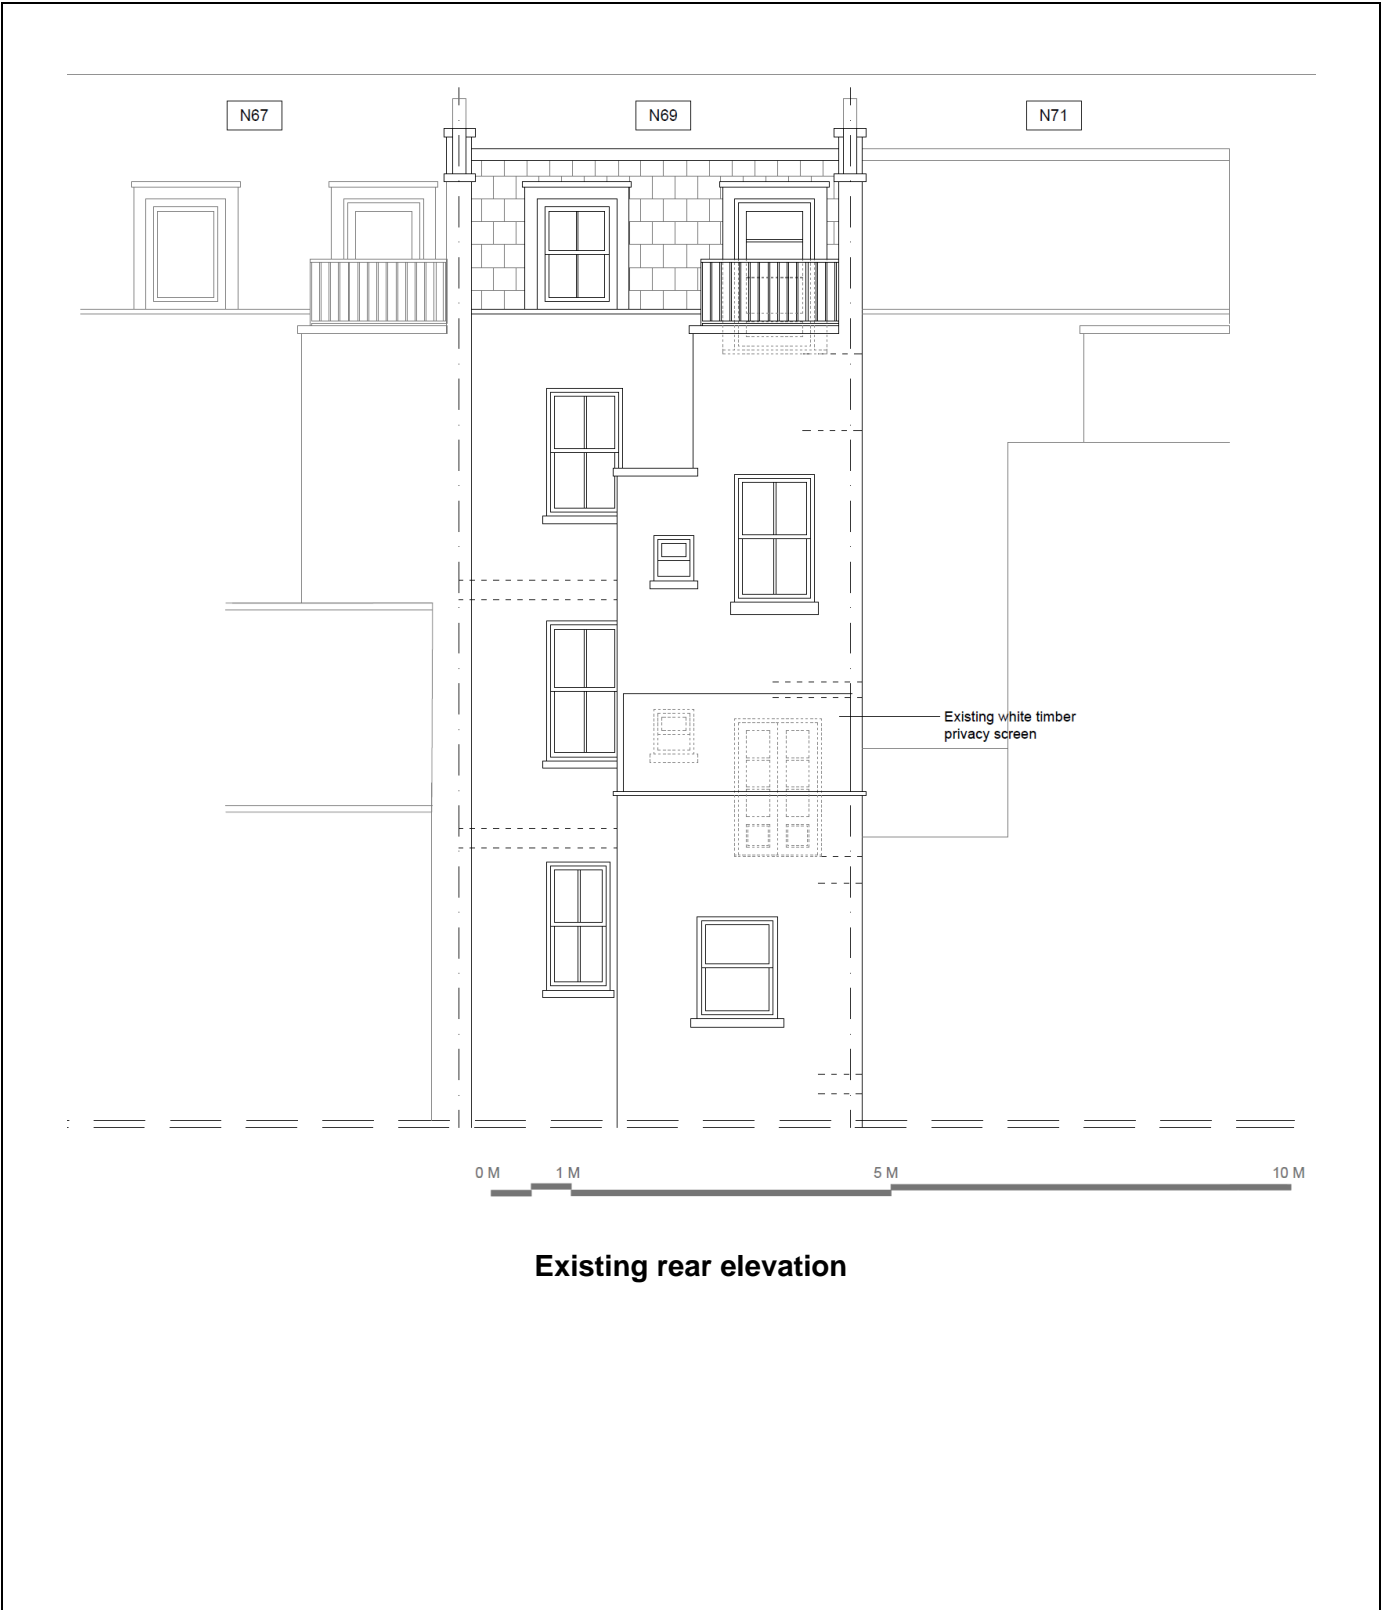 N67
N69
N71
Existing white timber
privacy screen
0 M 1 M 5 M 10 M
Existing rear elevation